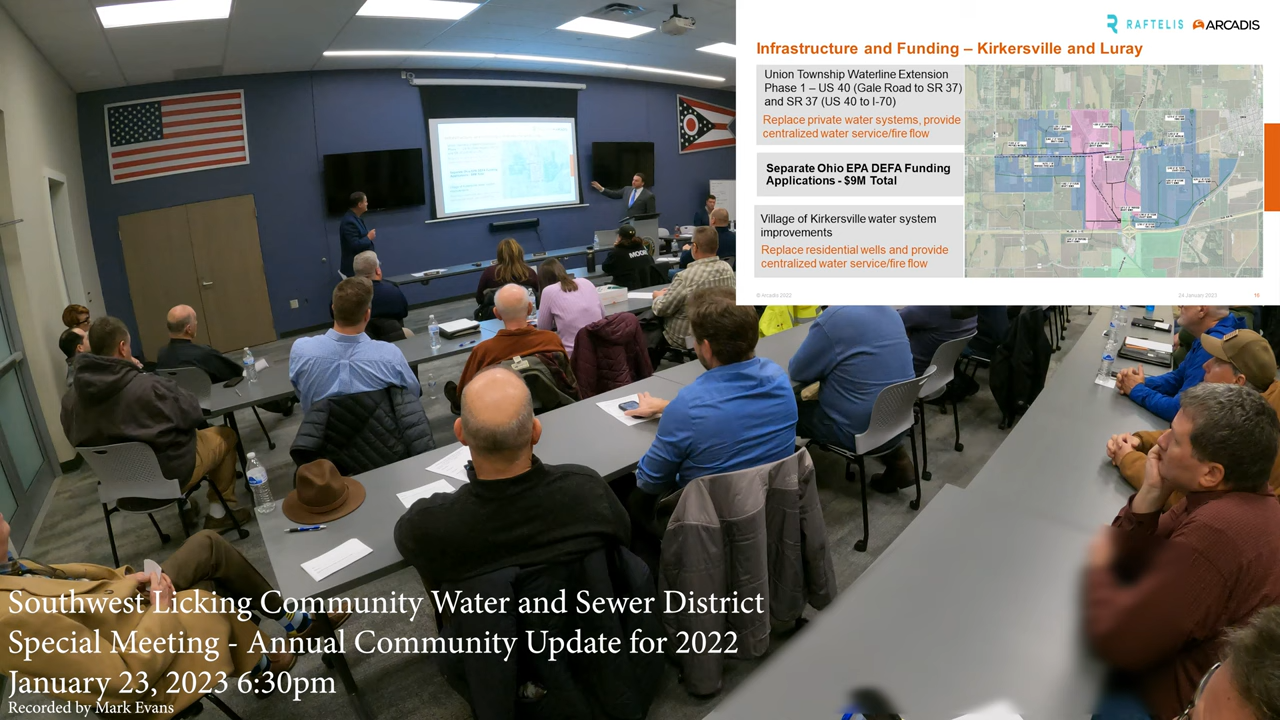 RAFTELIS ARCADIS
Infrastructure and Funding – Kirkersville and Luray
Union Township Waterline Extension
Phase 1 – US 40 (Gale Road to SR 37)
and SR 37 (US 40 to I-70)
Replace private water systems, provide
centralized water service/fire flow
Separate Ohio EPA DEFA Funding
Applications - $9M Total
Village of Kirkersville water system
improvements
Replace residential wells and provide
centralized water service/fire flow
© Arcadis 2022
24 January 2023
16
MOOR
Southwest Licking Community Water and Sewer District
Special Meeting - Annual Community Update for 2022
January 23, 2023 6:30pm
Recorded by Mark Evans